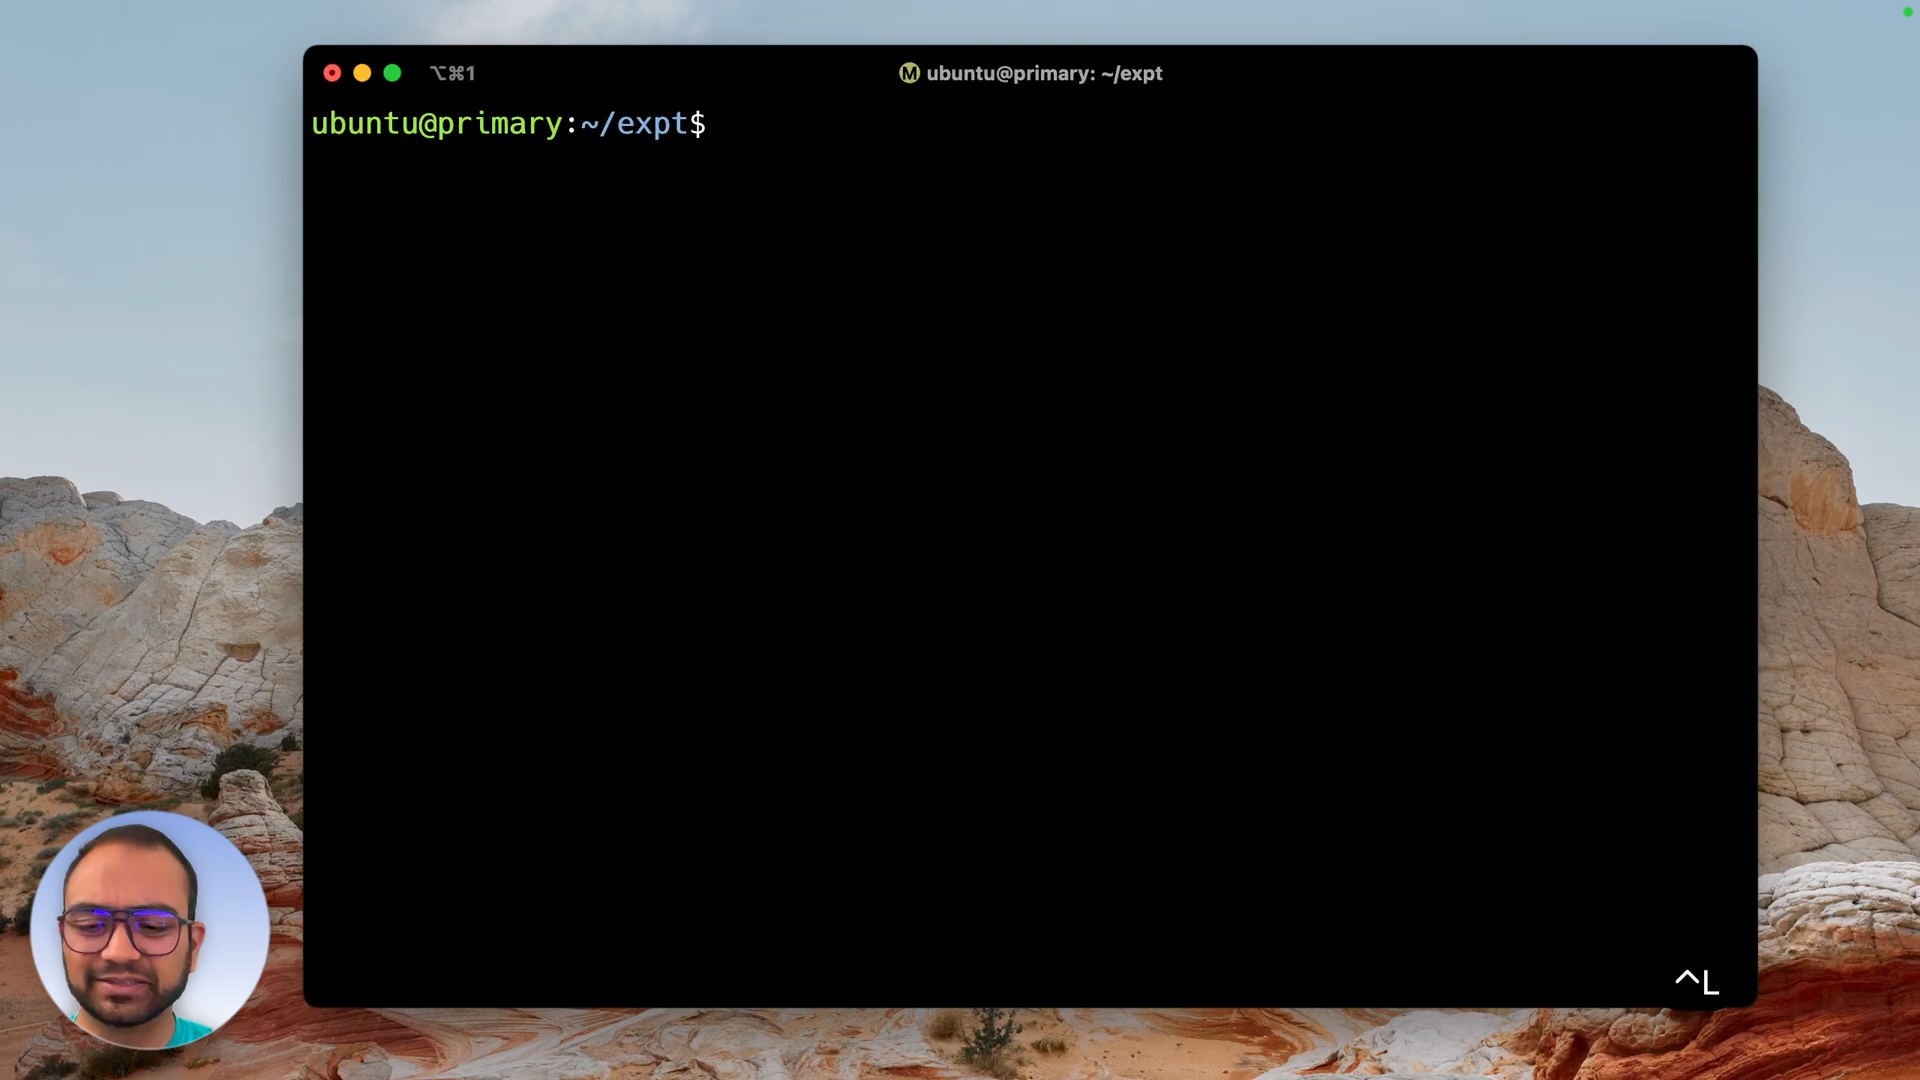 ⌥⌘1
M ubuntu@primary: ~/expt
ubuntu@primary:~/expt$
^L